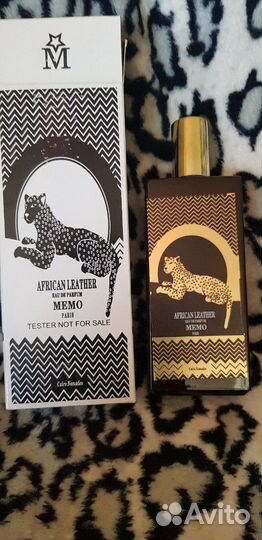 M
AFRICAN LEATHER
EAU DE PARFUM
MEMO
PARIS
TESTER NOT FOR SALE
Cuirs Nomades
AFRICAN LEATHER
EAU DE PARFUM
MEMO
PARIS
Cuirs Nomades
Avito